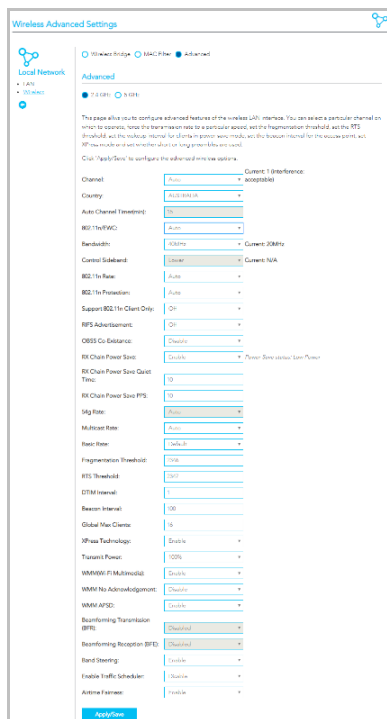 Wireless Advanced Settings
Wireless Bridge MAC Filter Advanced
Local Network
LAN
Wireless
Advanced
2.4 GHz 5 GHz
This page allows you to configure advanced features of the wireless LAN interface. You can select a particular channel on
which to operate, force the transmission rate to a particular speed, set the fragmentation threshold, set the RTS
threshold, set the wakeup interval for clients in power save mode, set the beacon interval for the access point, set
XPress mode and set whether short or long preambles are used.
Click "Apply/Save" to configure the advanced wireless options.
Channel: Auto Current: 1 (interference: acceptable)
Country: AUSTRALIA
Auto Channel Timer(min):
802.11n/EWC: Auto
Bandwidth: 40MHz Current: 20MHz
Control Sideband: Lower Current: N/A
802.11n Rate: Auto
802.11n Protection: Auto
Support 802.11n Client Only: Off
RIFS Advertisement: Off
OBSS Co-Existance: Disable
RX Chain Power Save: Enable Power Save status: Low Power
RX Chain Power Save Quiet
Time: 10
RX Chain Power Save PPS: 10
Mg Rate: Auto
Multicast Rate: Auto
Basic Rate: Default
Fragmentation Threshold: 2346
RTS Threshold: 2347
DTIM Interval: 1
Beacon Interval: 100
Global Max Clients: 16
XPress Technology: Enable
Transmit Power: 100%
WMM(Wi-Fi Multimedia): Enable
WMM No Acknowledgement: Disable
WMM APSD: Enable
Beamforming Transmission
(BFR): Disabled
Beamforming Reception (BFE): Disabled
Band Steering: Enable
Enable Traffic Scheduler: Disable
Airtime Fairness: Enable
Apply/Save